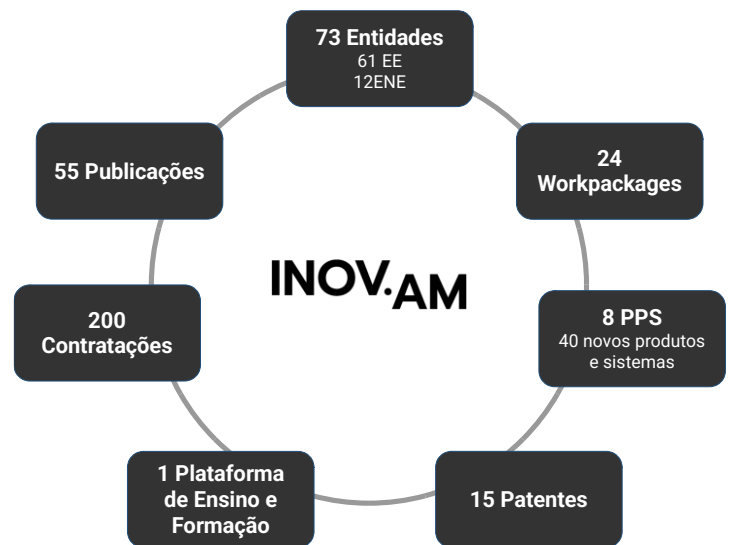 73 Entidades
61 EE
12ENE
24
Workpackages
8 PPS
40 novos produtos
e sistemas
15 Patentes
1 Plataforma
de Ensino e
Formação
200
Contratações
55 Publicações
INOV.AM